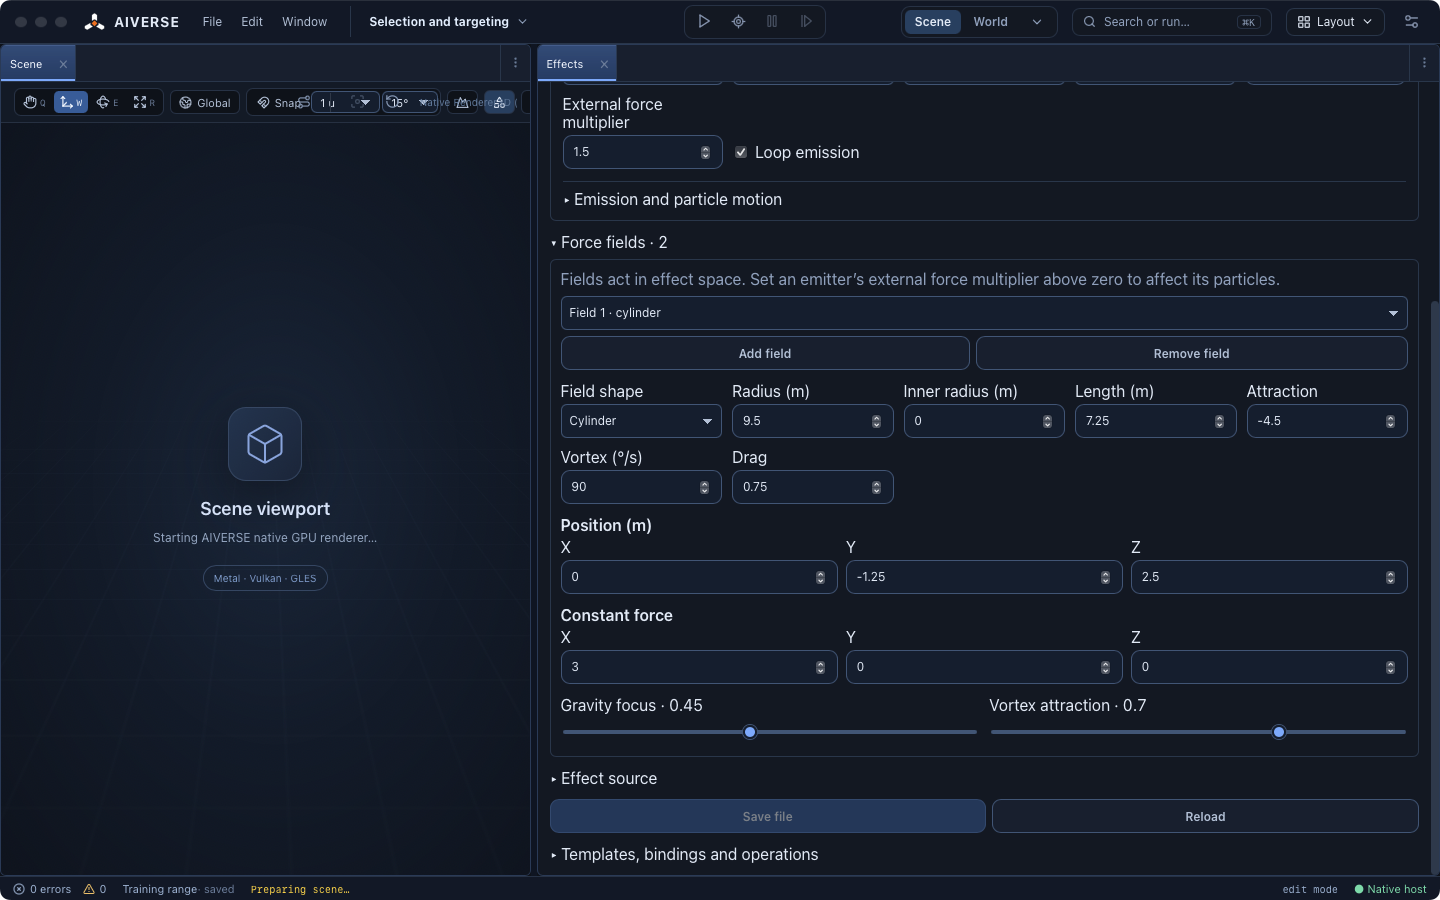 AIVERSE File Edit Window Selection and targeting Scene World Search or run... ⌘K Layout
Scene
Effects
Q W E R Global Snap 1 u 15°
External force
multiplier
1.5 Loop emission
Emission and particle motion
Force fields · 2
Fields act in effect space. Set an emitter's external force multiplier above zero to affect its particles.
Field 1 · cylinder
Add field Remove field
Field shape Radius (m) Inner radius (m) Length (m) Attraction
Cylinder 9.5 0 7.25 -4.5
Vortex (°/s) Drag
90 0.75
Position (m)
X Y Z
0 -1.25 2.5
Constant force
X Y Z
3 0 0
Gravity focus · 0.45 Vortex attraction · 0.7
Effect source
Save file Reload
Templates, bindings and operations
Scene viewport
Starting AIVERSE native GPU renderer...
Metal · Vulkan · GLES
0 errors 0 Training range · saved Preparing scene… edit mode Native host